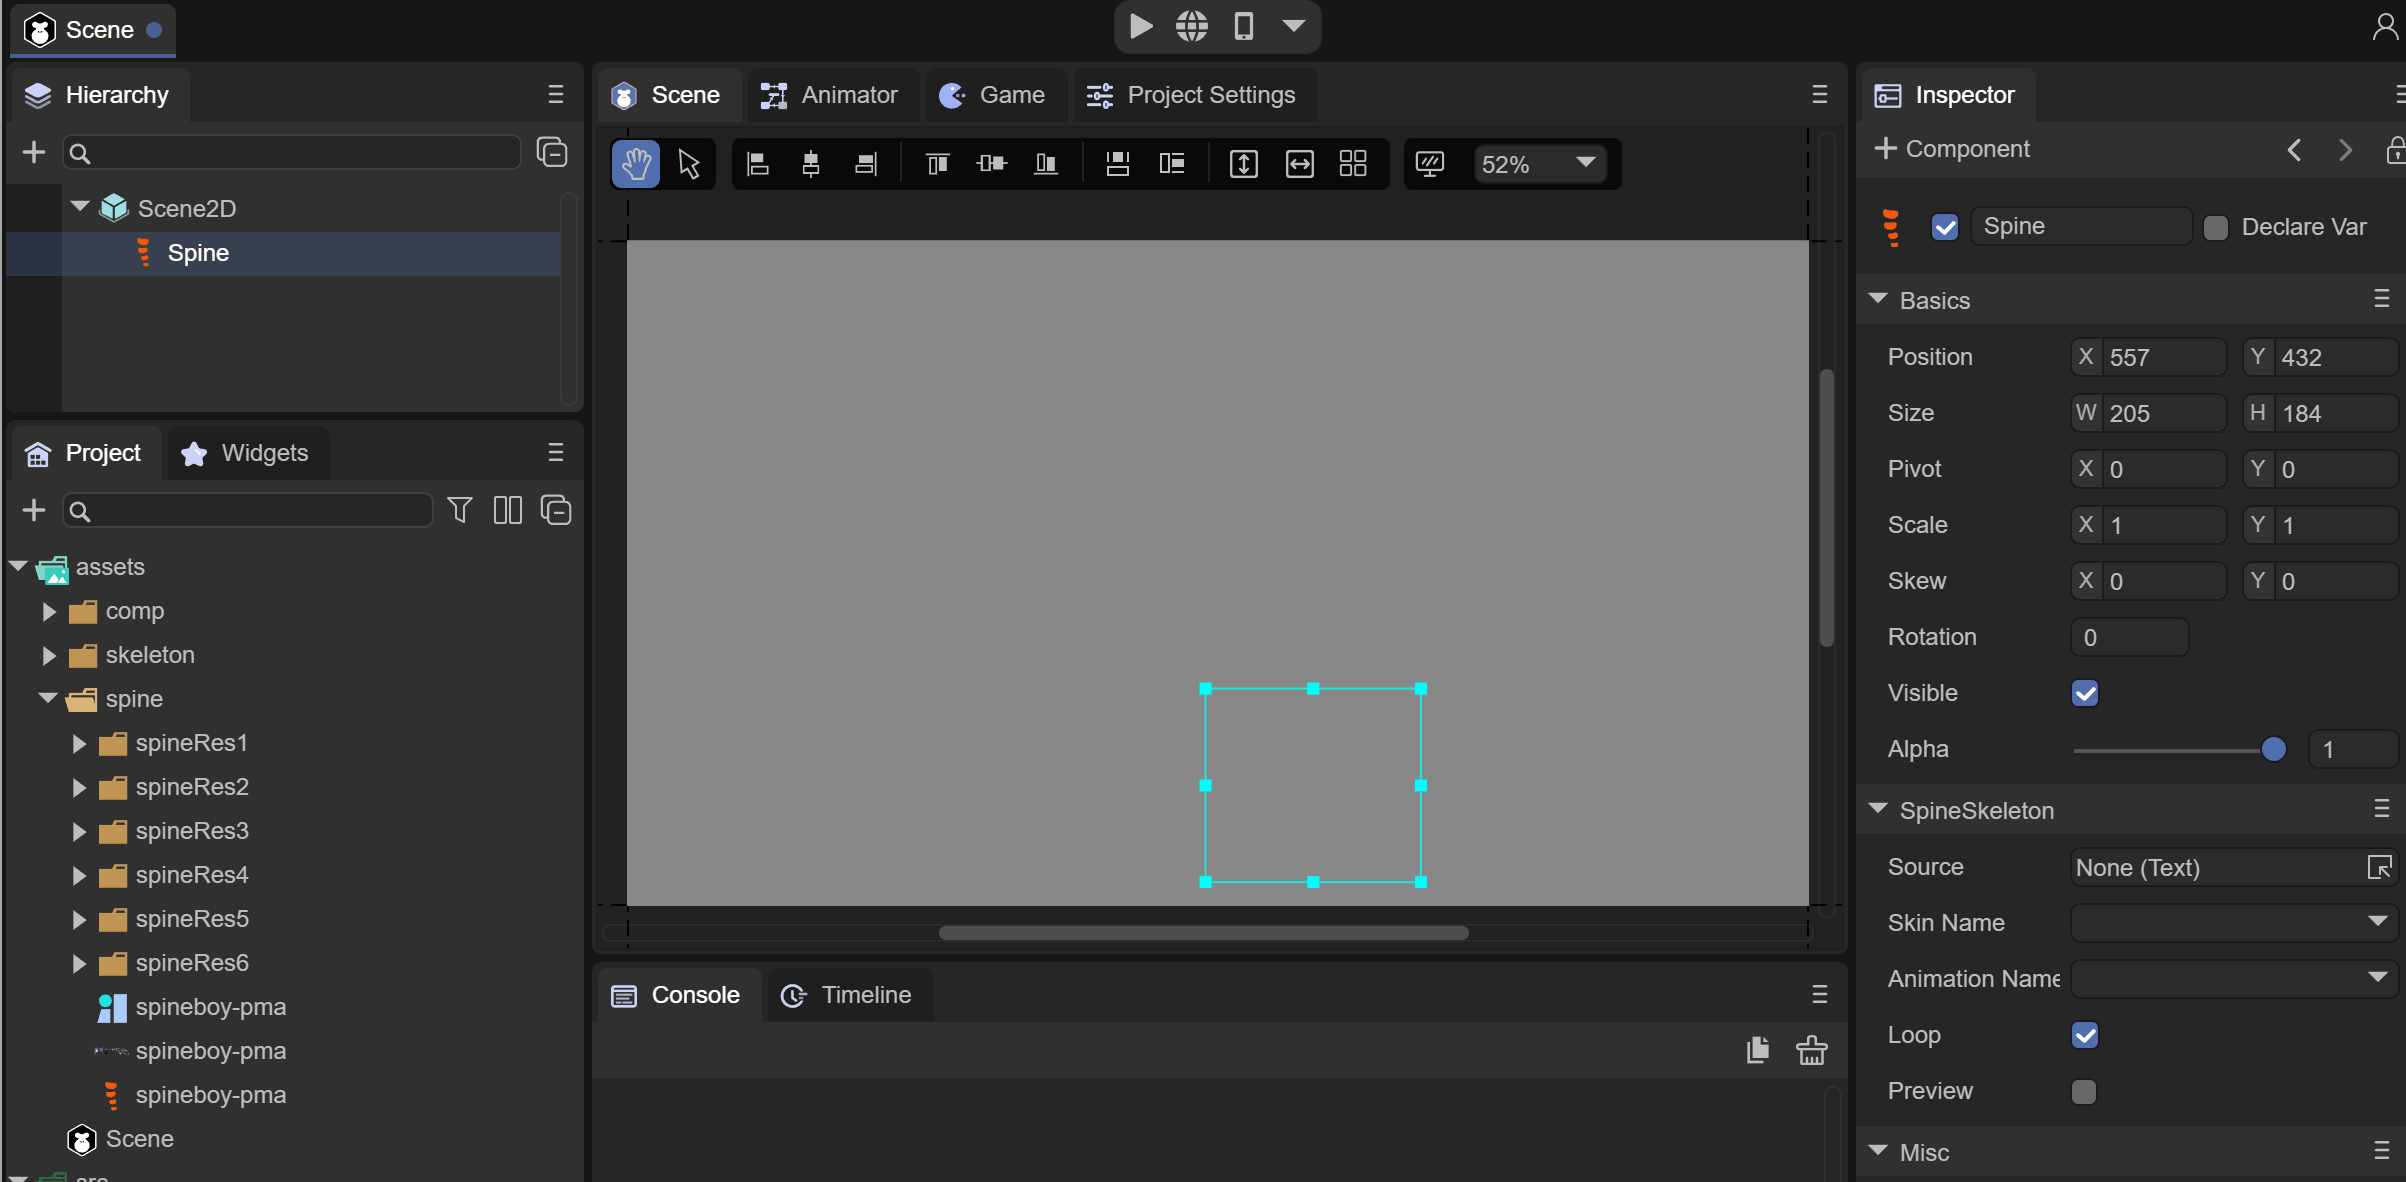 Scene
Hierarchy
Scene2D
Spine
Project
Widgets
assets
comp
skeleton
spine
spineRes1
spineRes2
spineRes3
spineRes4
spineRes5
spineRes6
spineboy-pma
spineboy-pma
spineboy-pma
Scene
Scene
Animator
Game
Project Settings
52%
Console
Timeline
Inspector
Component
Spine
Declare Var
Basics
Position X 557 Y 432
Size W 205 H 184
Pivot X 0 Y 0
Scale X 1 Y 1
Skew X 0 Y 0
Rotation 0
Visible
Alpha 1
SpineSkeleton
Source None (Text)
Skin Name
Animation Name
Loop
Preview
Misc